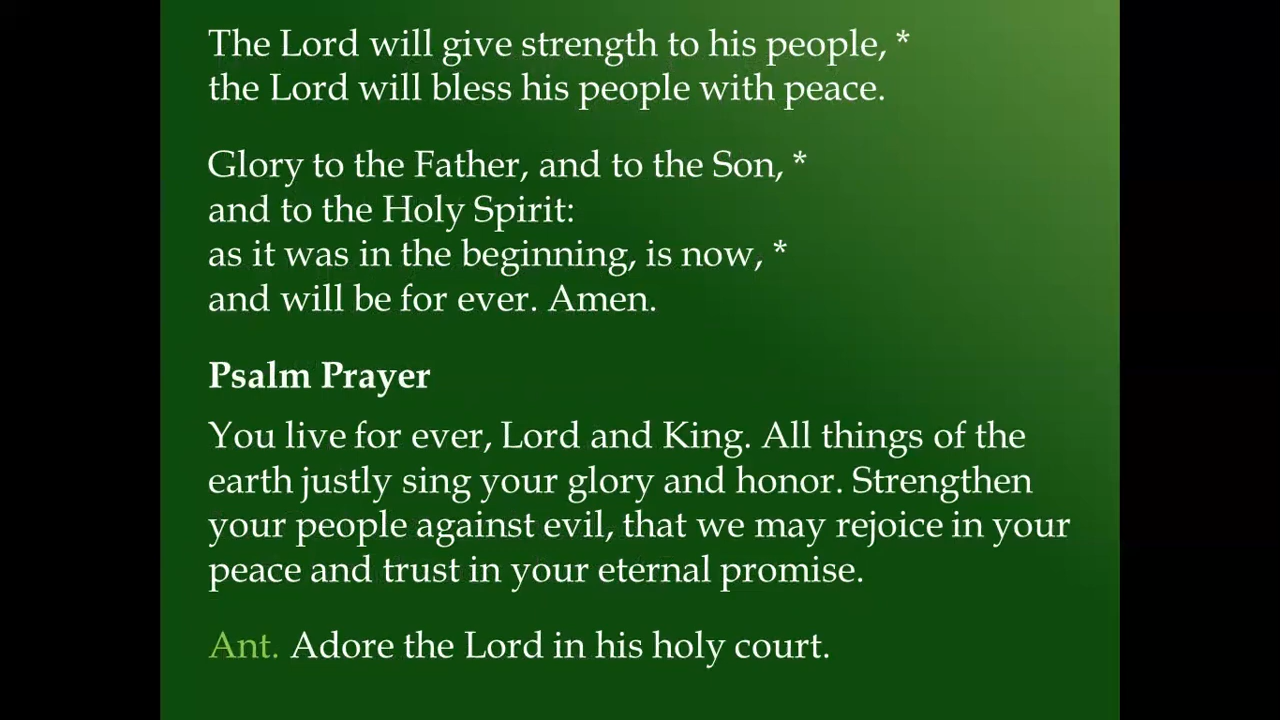 The Lord will give strength to his people, *
the Lord will bless his people with peace.
Glory to the Father, and to the Son, *
and to the Holy Spirit:
as it was in the beginning, is now, *
and will be for ever. Amen.
Psalm Prayer
You live for ever, Lord and King. All things of the
earth justly sing your glory and honor. Strengthen
your people against evil, that we may rejoice in your
peace and trust in your eternal promise.
Ant. Adore the Lord in his holy court.